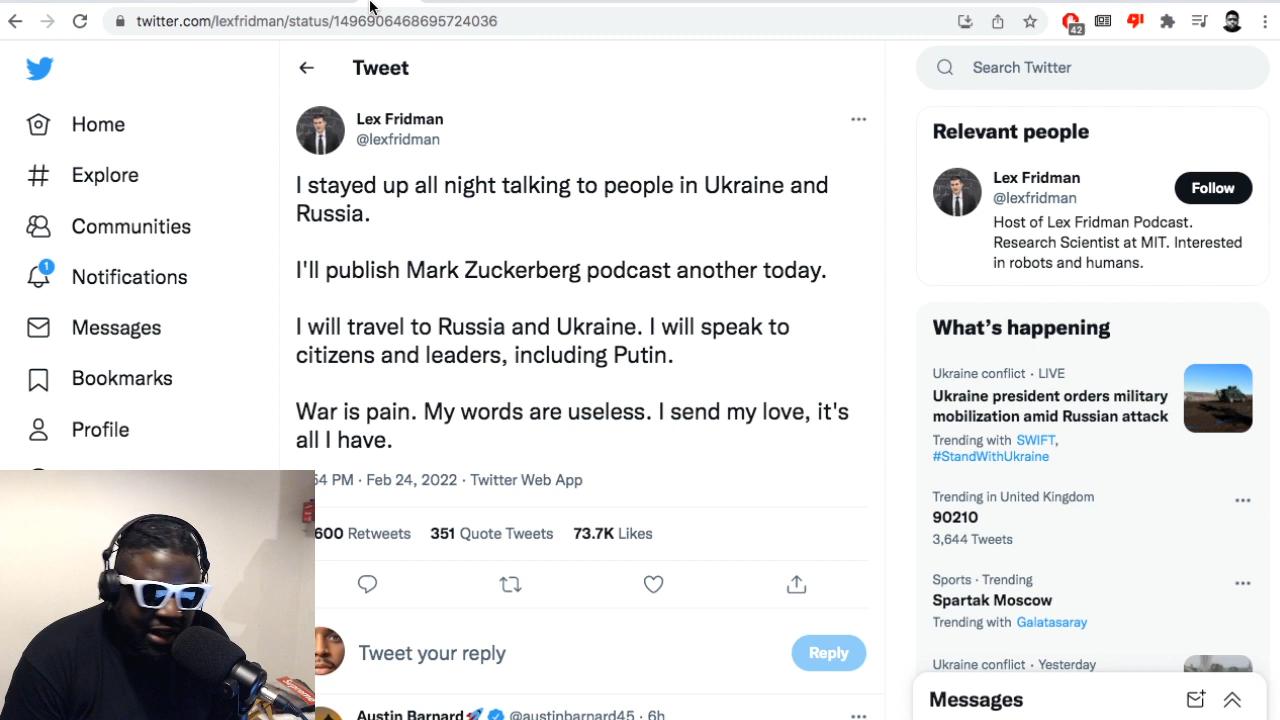 twitter.com/lexfridman/status/1496906468695724036
42
Tweet
Search Twitter
Home
Explore
Communities
1
Notifications
Messages
Bookmarks
Profile
Lex Fridman
@lexfridman
I stayed up all night talking to people in Ukraine and
Russia.
I'll publish Mark Zuckerberg podcast another today.
I will travel to Russia and Ukraine. I will speak to
citizens and leaders, including Putin.
War is pain. My words are useless. I send my love, it's
all I have.
54 PM · Feb 24, 2022 · Twitter Web App
600 Retweets 351 Quote Tweets 73.7K Likes
Tweet your reply
Reply
Austin Barnard🚀 @austinbarnard45 · 6h
Relevant people
Lex Fridman
@lexfridman
Follow
Host of Lex Fridman Podcast.
Research Scientist at MIT. Interested
in robots and humans.
What's happening
Ukraine conflict · LIVE
Ukraine president orders military
mobilization amid Russian attack
Trending with SWIFT,
#StandWithUkraine
Trending in United Kingdom
90210
3,644 Tweets
Sports · Trending
Spartak Moscow
Trending with Galatasaray
Ukraine conflict · Yesterday
Messages
Supreme